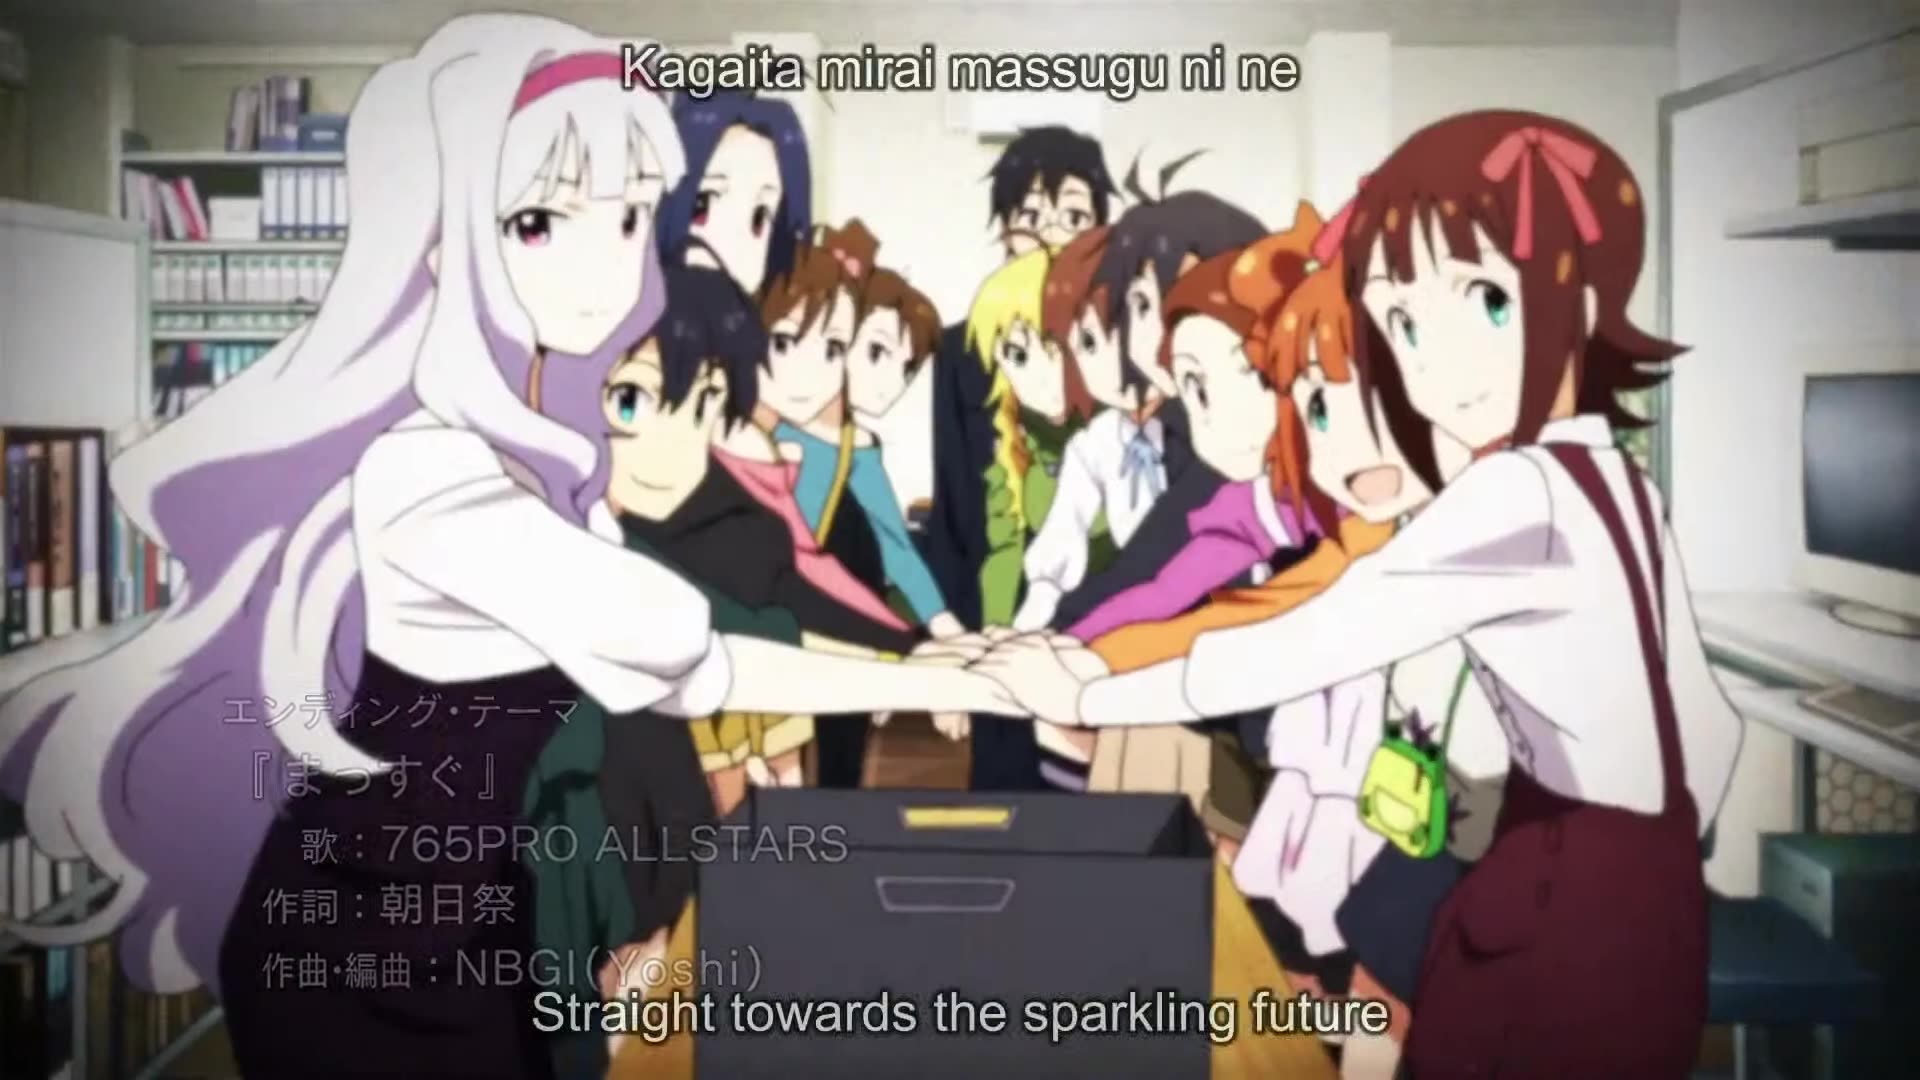 Kagaita mirai massugu ni ne
エンディング・テーマ
『まっすぐ』
歌：765PRO ALLSTARS
作詞：朝日祭
作曲・編曲：NBGI(Yoshi)
Straight towards the sparkling future